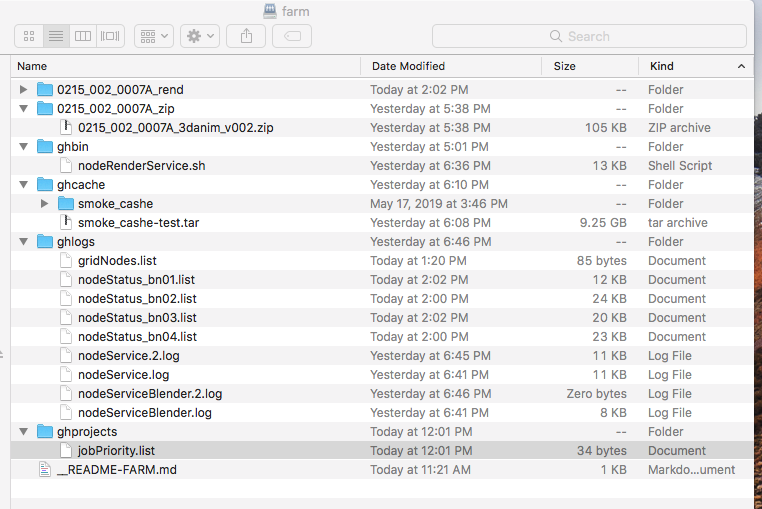 farm
Search
Name Date Modified Size Kind
0215_002_0007A_rend Today at 2:02 PM -- Folder
0215_002_0007A_zip Yesterday at 5:38 PM -- Folder
0215_002_0007A_3danim_v002.zip Yesterday at 5:38 PM 105 KB ZIP archive
ghbin Yesterday at 5:01 PM -- Folder
nodeRenderService.sh Yesterday at 6:36 PM 13 KB Shell Script
ghcache Yesterday at 6:10 PM -- Folder
smoke_cashe May 17, 2019 at 3:46 PM -- Folder
smoke_cashe-test.tar Yesterday at 6:08 PM 9.25 GB tar archive
ghlogs Yesterday at 6:46 PM -- Folder
gridNodes.list Today at 1:20 PM 85 bytes Document
nodeStatus_bn01.list Today at 2:02 PM 12 KB Document
nodeStatus_bn02.list Today at 2:00 PM 24 KB Document
nodeStatus_bn03.list Today at 2:02 PM 20 KB Document
nodeStatus_bn04.list Today at 2:00 PM 23 KB Document
nodeService.2.log Yesterday at 6:45 PM 11 KB Log File
nodeService.log Yesterday at 6:41 PM 11 KB Log File
nodeServiceBlender.2.log Yesterday at 6:46 PM Zero bytes Log File
nodeServiceBlender.log Yesterday at 6:41 PM 8 KB Log File
ghprojects Today at 12:01 PM -- Folder
jobPriority.list Today at 12:01 PM 34 bytes Document
__README-FARM.md Today at 11:21 AM 1 KB Markdo...ument